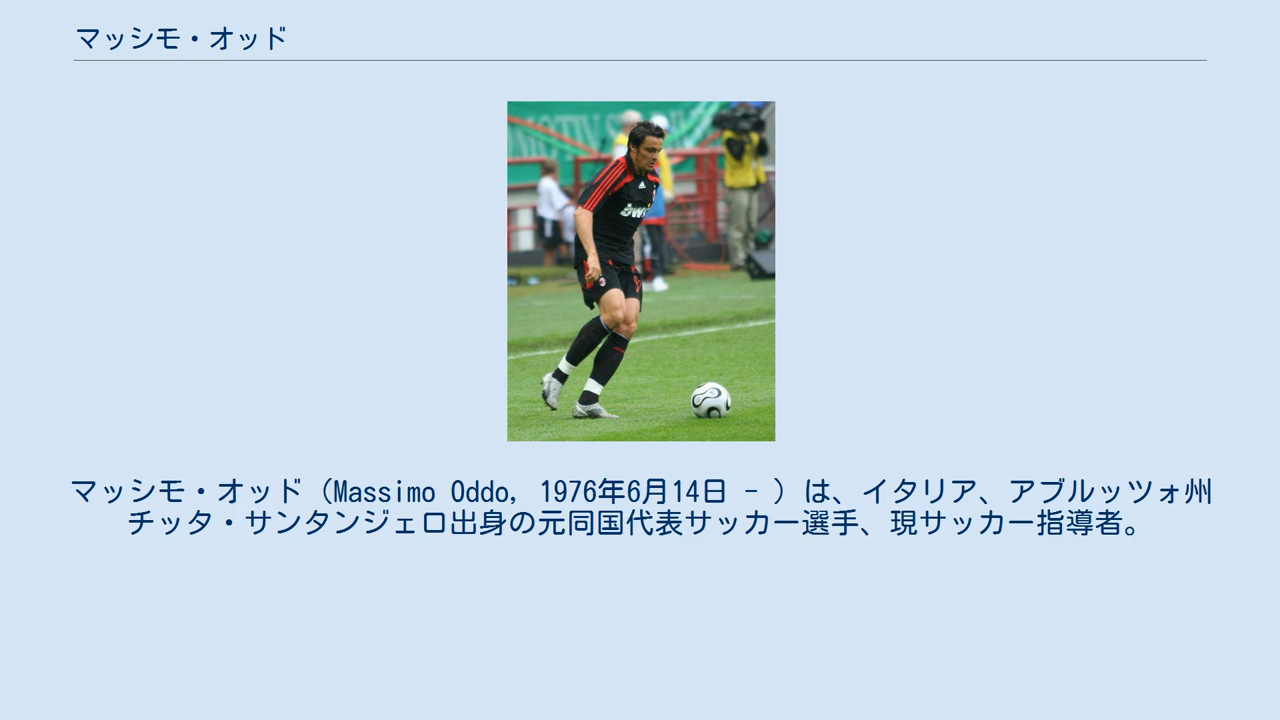 マッシモ・オッド
MOTIV
bwin
マッシモ・オッド（Massimo Oddo, 1976年6月14日 - ）は、イタリア、アブルッツォ州
チッタ・サンタンジェロ出身の元同国代表サッカー選手、現サッカー指導者。